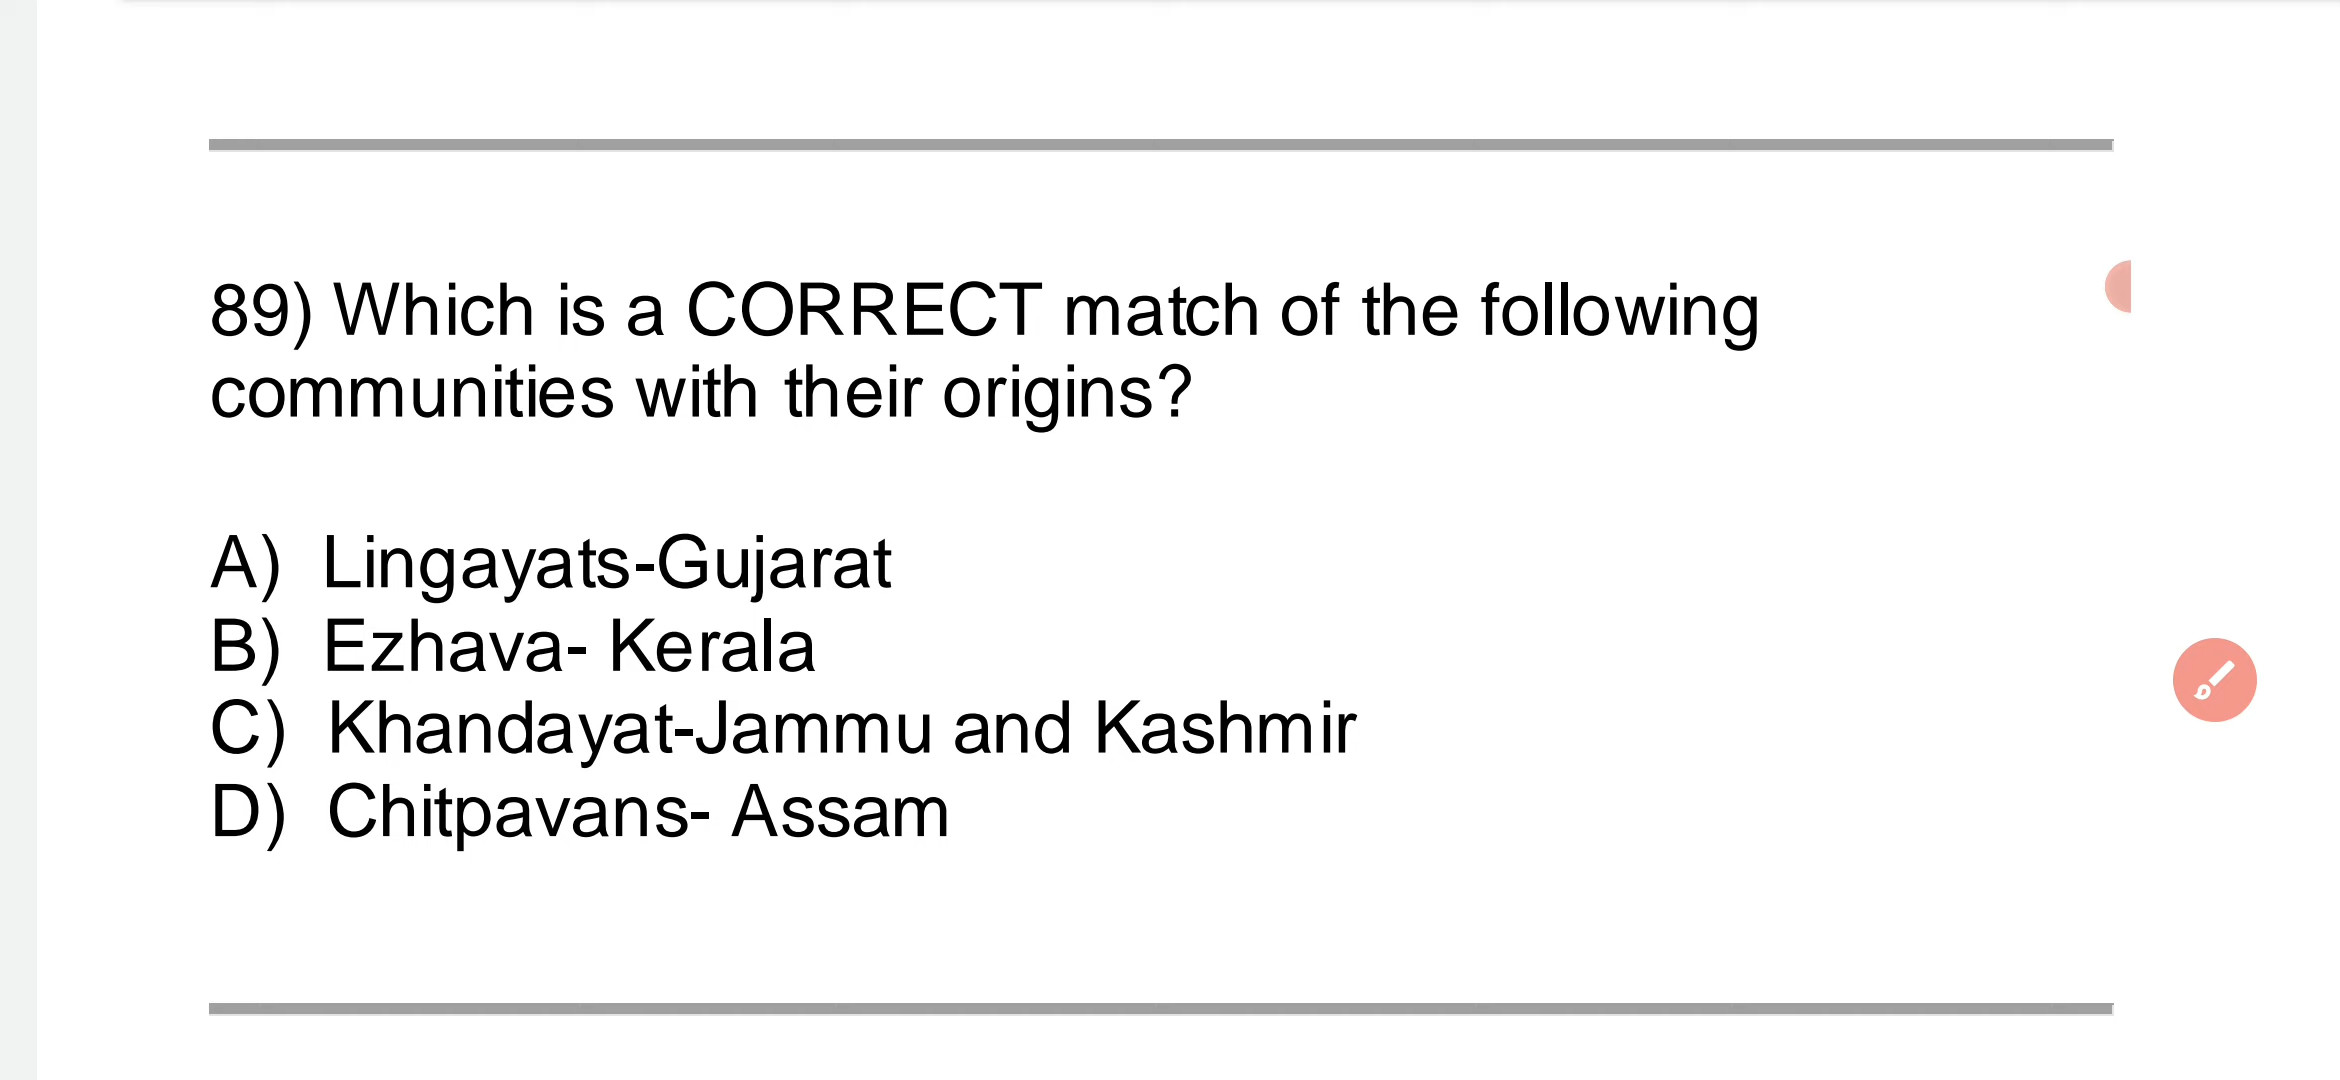 89) Which is a CORRECT match of the following
communities with their origins?
A) Lingayats-Gujarat
B) Ezhava- Kerala
C) Khandayat-Jammu and Kashmir
D) Chitpavans- Assam